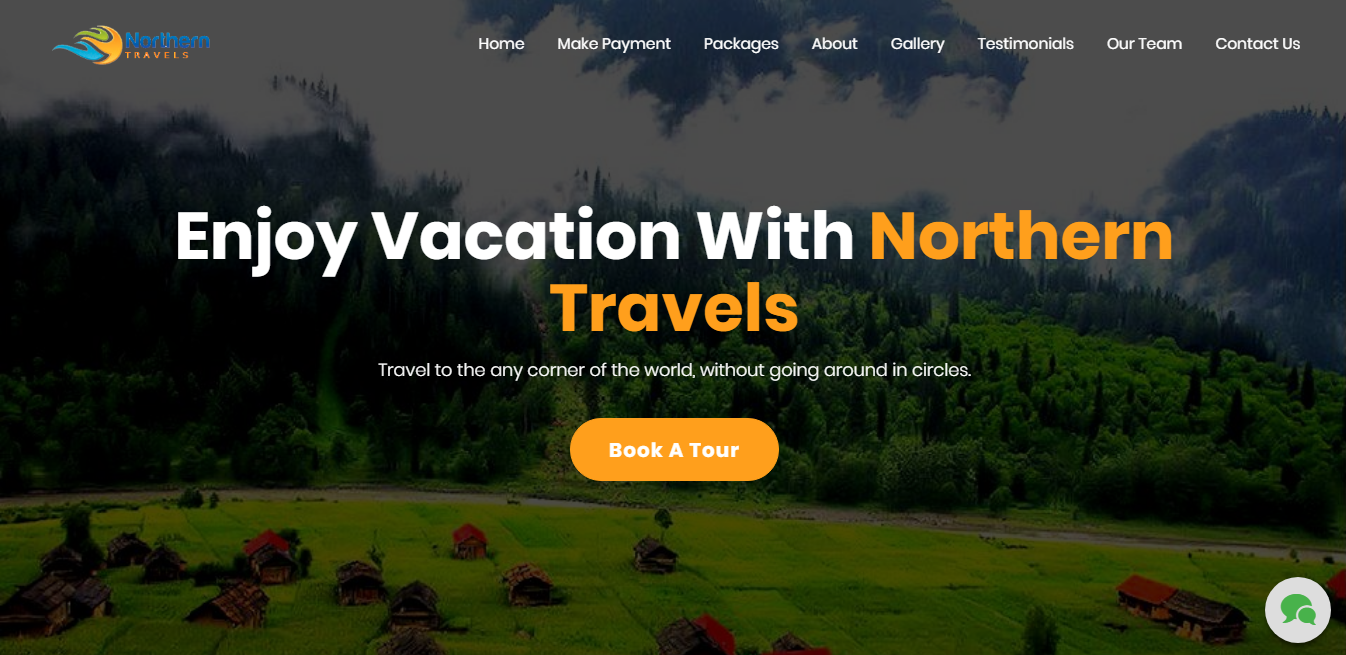 Northern
TRAVELS
Home Make Payment Packages About Gallery Testimonials Our Team Contact Us
Enjoy Vacation With Northern
Travels
Travel to the any corner of the world, without going around in circles.
Book A Tour